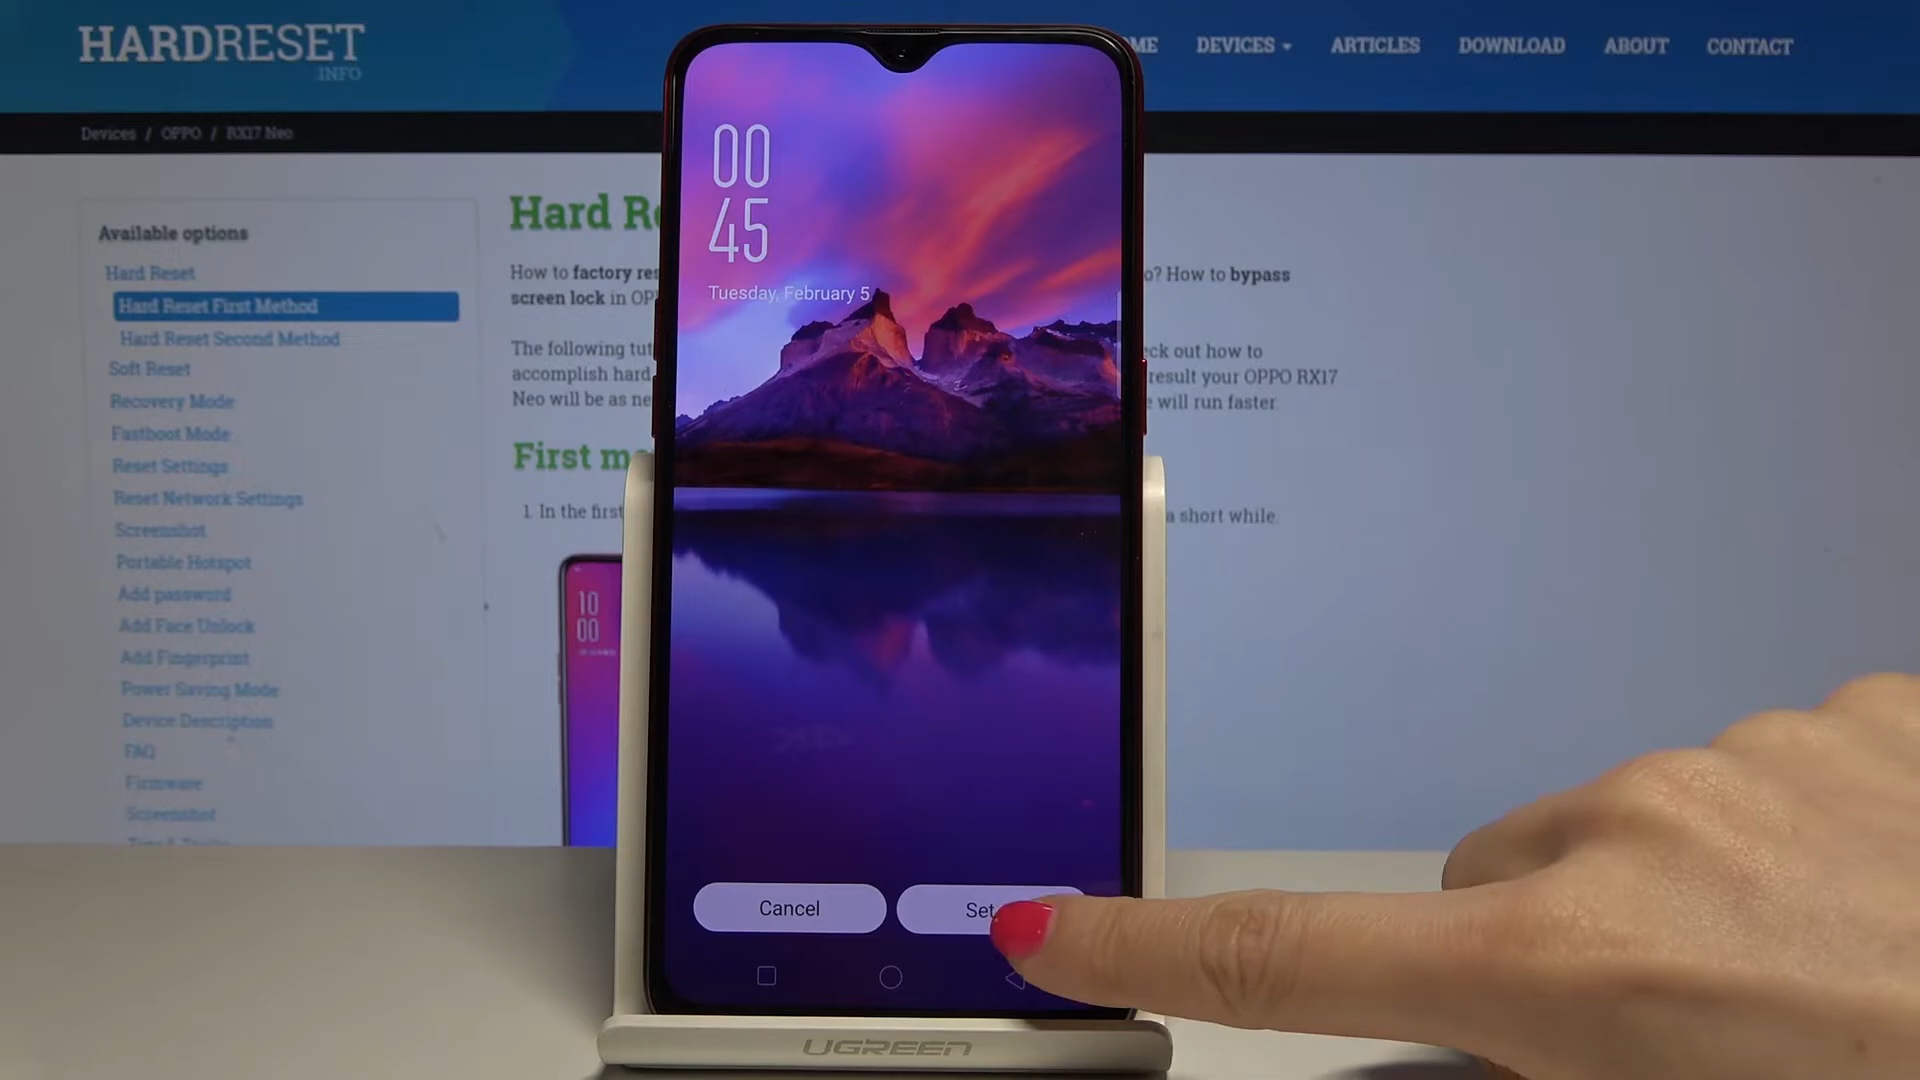 HARDRESET
.INFO
DEVICES
ARTICLES
DOWNLOAD
ABOUT
CONTACT
Devices / OPPO / RX17 Neo
Available options
Hard Reset
Hard Reset First Method
Hard Reset Second Method
Soft Reset
Recovery Mode
Fastboot Mode
Reset Settings
Reset Network Settings
Screenshot
Portable Hotspot
Add password
Add Face Unlock
Add Fingerprint
Power Saving Mode
Device Description
FAQ
Firmware
Screenshot
Hard
How to factory
o? How to bypass
screen lock in
The following
ck out how to
accomplish hard
result your OPPO RX17
Neo will be as
will run faster.
First
1. In the first
a short while.
10
00
00
45
Tuesday, February 5
Cancel
Set
UGREEN